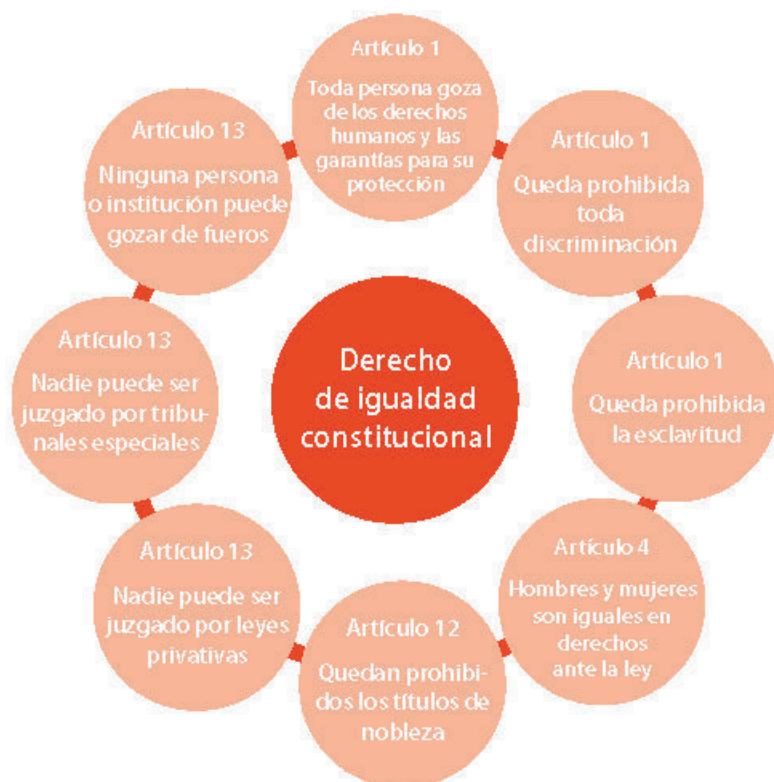 Artículo 1
Toda persona goza
de los derechos
humanos y las
garantías para su
protección
Artículo 1
Queda prohibida
toda
discriminación
Artículo 1
Queda prohibida
la esclavitud
Artículo 4
Hombres y mujeres
son iguales en
derechos
ante la ley
Artículo 12
Quedan prohibi-
dos los títulos de
nobleza
Artículo 13
Nadie puede ser
juzgado por leyes
privativas
Artículo 13
Nadie puede ser
juzgado por tribu-
nales especiales
Artículo 13
Ninguna persona
o institución puede
gozar de fueros
Derecho
de igualdad
constitucional